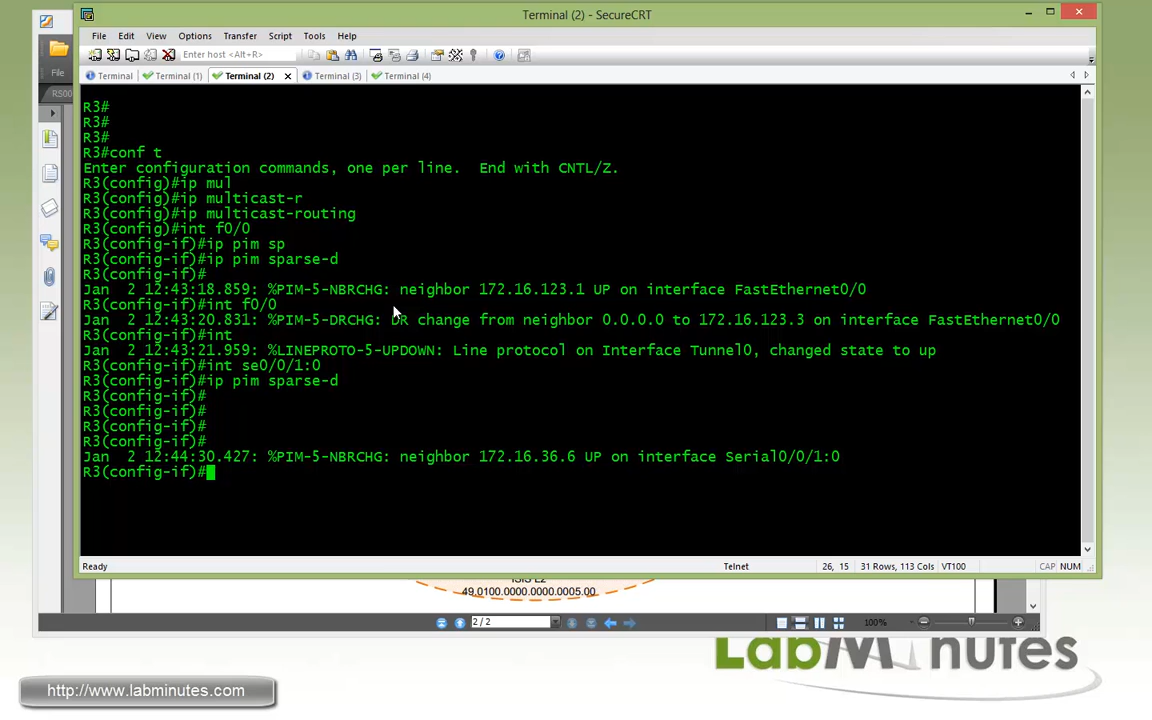 Terminal (2) - SecureCRT
File Edit View Options Transfer Script Tools Help
Enter host <Alt+R>
File
Terminal Terminal (1) Terminal (2) Terminal (3) Terminal (4)
RS00
R3#
R3#
R3#
R3#conf t
Enter configuration commands, one per line. End with CNTL/Z.
R3(config)#ip mul
R3(config)#ip multicast-r
R3(config)#ip multicast-routing
R3(config)#int f0/0
R3(config-if)#ip pim sp
R3(config-if)#ip pim sparse-d
R3(config-if)#
Jan 2 12:43:18.859: %PIM-5-NBRCHG: neighbor 172.16.123.1 UP on interface FastEthernet0/0
R3(config-if)#int f0/0
Jan 2 12:43:20.831: %PIM-5-DRCHG: DR change from neighbor 0.0.0.0 to 172.16.123.3 on interface FastEthernet0/0
R3(config-if)#int
Jan 2 12:43:21.959: %LINEPROTO-5-UPDOWN: Line protocol on Interface Tunnel0, changed state to up
R3(config-if)#int se0/0/1:0
R3(config-if)#ip pim sparse-d
R3(config-if)#
R3(config-if)#
R3(config-if)#
R3(config-if)#
Jan 2 12:44:30.427: %PIM-5-NBRCHG: neighbor 172.16.36.6 UP on interface Serial0/0/1:0
R3(config-if)#
Ready Telnet 26, 15 31 Rows, 113 Cols VT100 CAP NUM
ISIS L2
49.0100.0000.0000.0005.00
2 / 2 100%
LabMinutes
http://www.labminutes.com